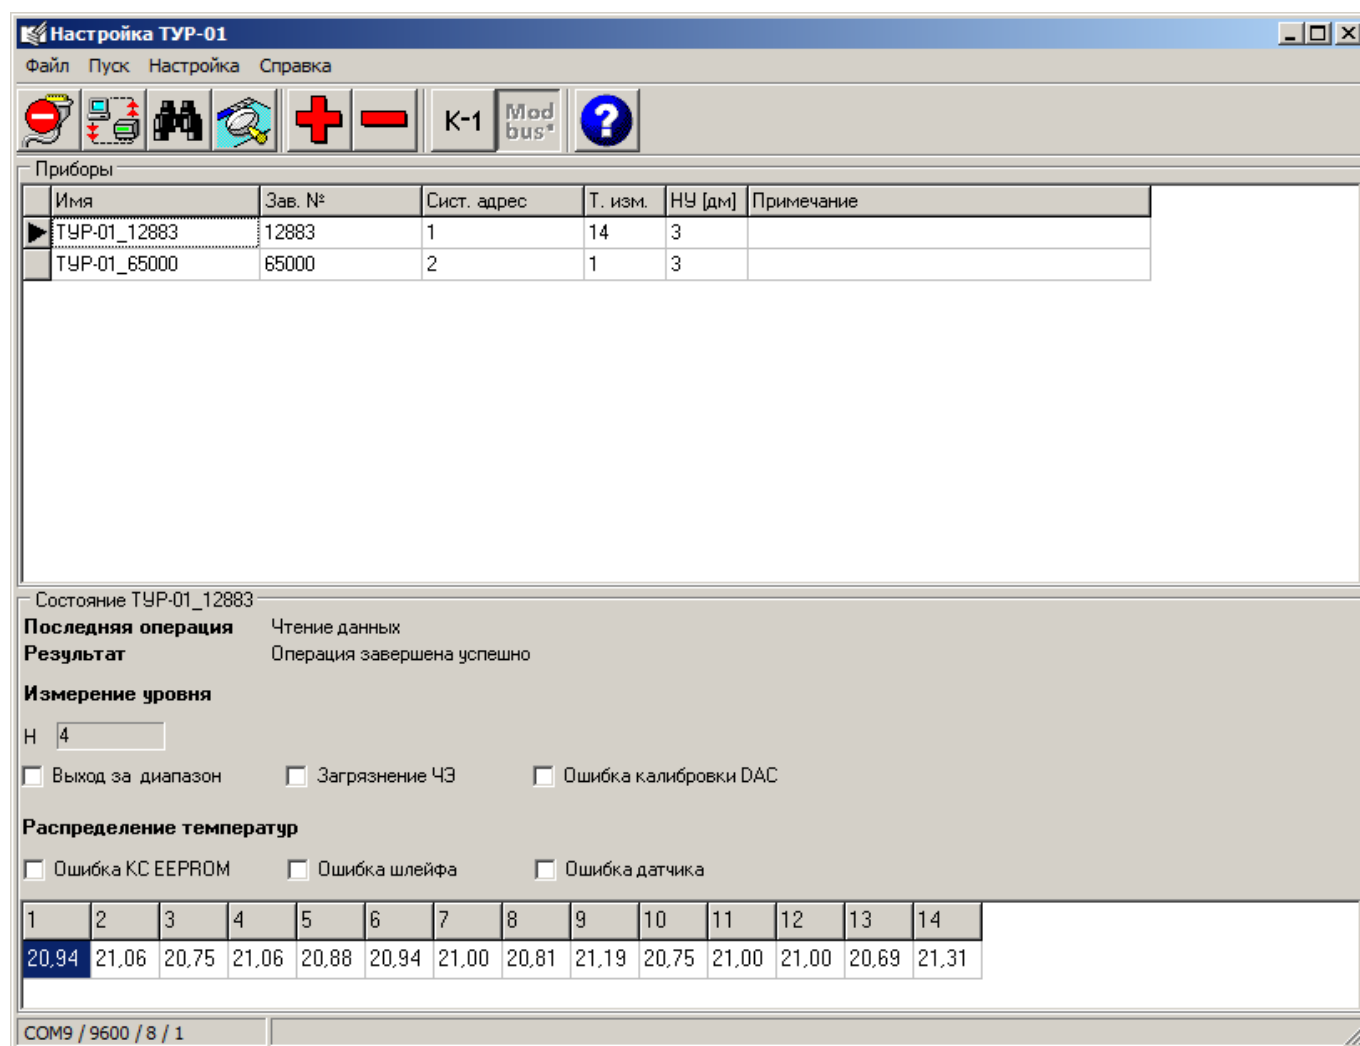 Настройка ТУР-01
Файл Пуск Настройка Справка
К-1 Mod bus*
?
Приборы
Имя Зав. № Сист. адрес Т. изм. НУ [дм] Примечание
ТУР-01_12883 12883 1 14 3
ТУР-01_65000 65000 2 1 3
Состояние ТУР-01_12883
Последняя операция Чтение данных
Результат Операция завершена успешно
Измерение уровня
Н 4
Выход за диапазон Загрязнение ЧЭ Ошибка калибровки DAC
Распределение температур
Ошибка КС EEPROM Ошибка шлейфа Ошибка датчика
1 2 3 4 5 6 7 8 9 10 11 12 13 14
20,94 21,06 20,75 21,06 20,88 20,94 21,00 20,81 21,19 20,75 21,00 21,00 20,69 21,31
COM9 / 9600 / 8 / 1